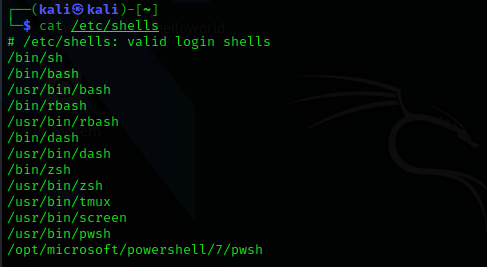 ┌──(kali㉿kali)-[~]
└─$ cat /etc/shells
# /etc/shells: valid login shells
/bin/sh
/bin/bash
/usr/bin/bash
/bin/rbash
/usr/bin/rbash
/bin/dash
/usr/bin/dash
/bin/zsh
/usr/bin/zsh
/usr/bin/tmux
/usr/bin/screen
/usr/bin/pwsh
/opt/microsoft/powershell/7/pwsh